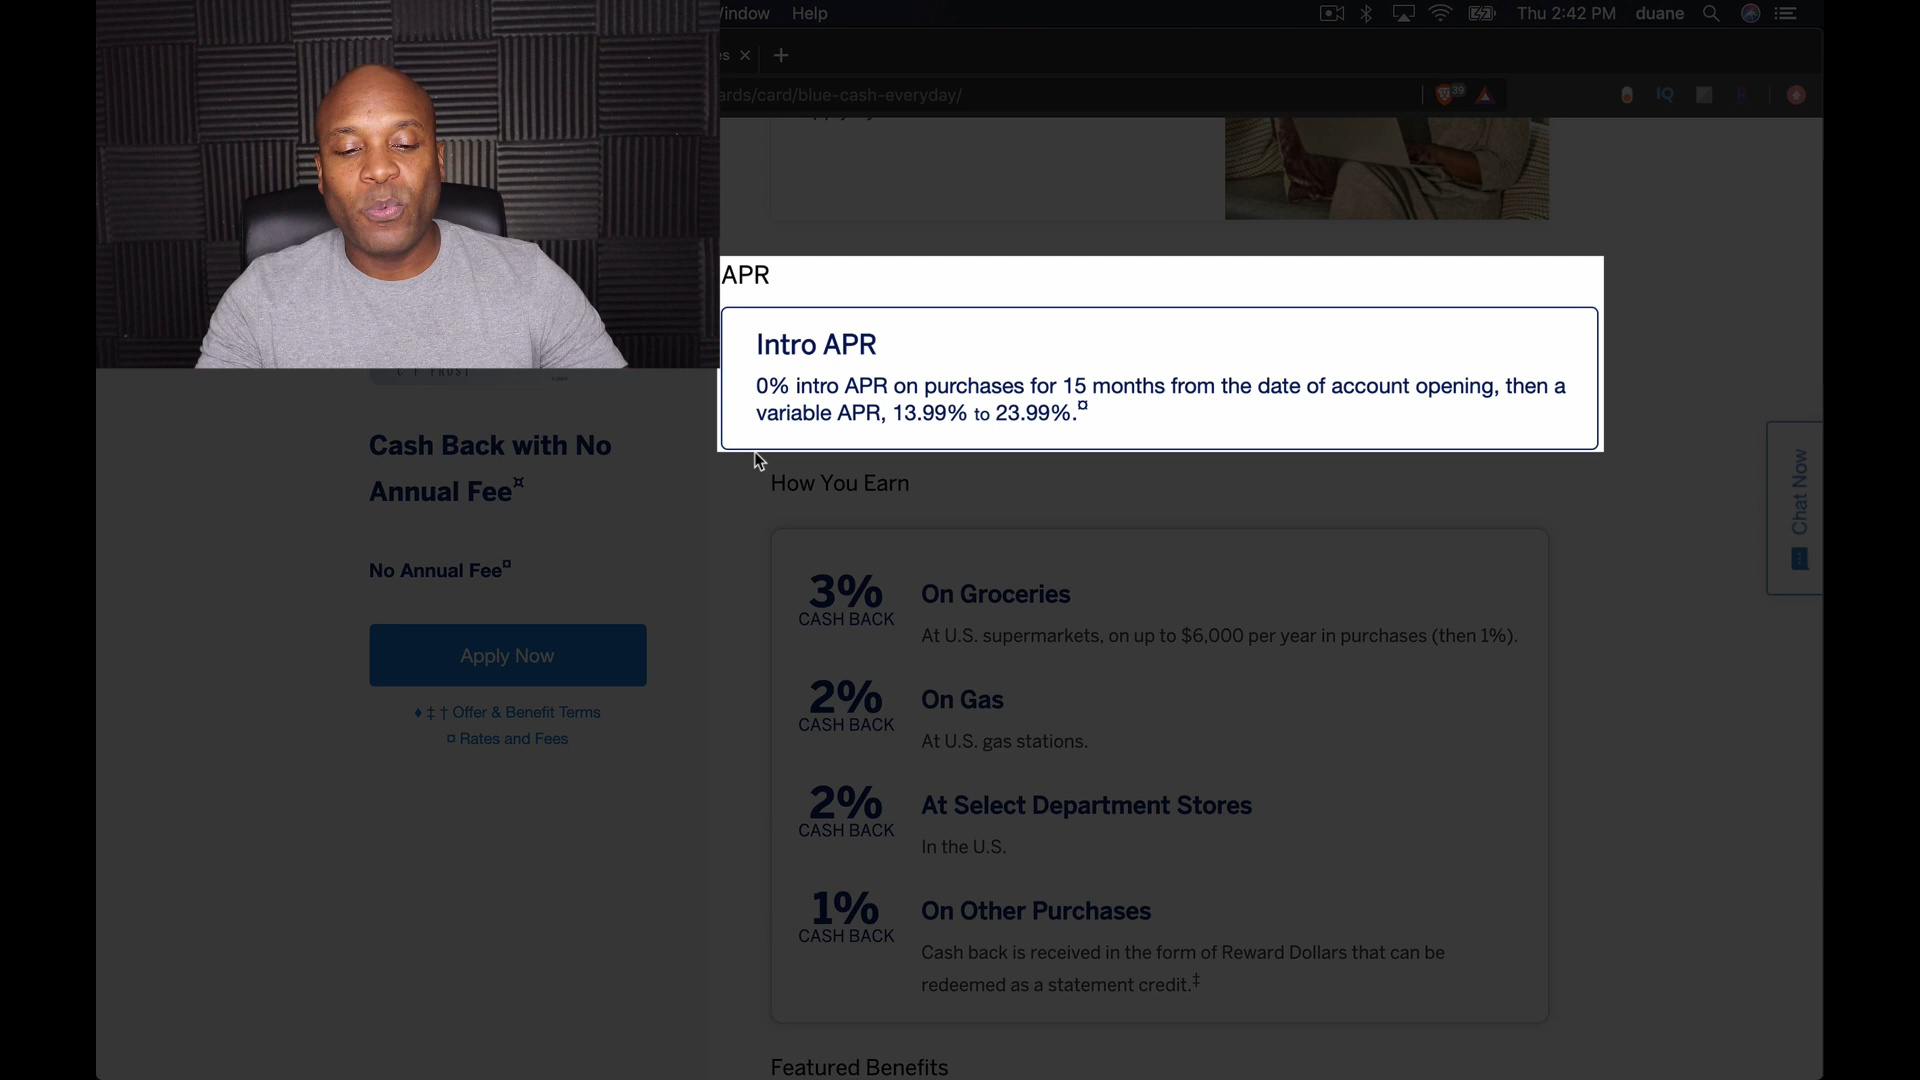 Window Help
Thu 2:42 PM duane
39
IQ
ards/card/blue-cash-everyday/
APR
Intro APR
0% intro APR on purchases for 15 months from the date of account opening, then a
variable APR, 13.99% to 23.99%.¤
Cash Back with No
Annual Fee¤
No Annual Fee¤
Apply Now
♦ ‡ † Offer & Benefit Terms
¤ Rates and Fees
How You Earn
3%
CASH BACK
On Groceries
At U.S. supermarkets, on up to $6,000 per year in purchases (then 1%).
2%
CASH BACK
On Gas
At U.S. gas stations.
2%
CASH BACK
At Select Department Stores
In the U.S.
1%
CASH BACK
On Other Purchases
Cash back is received in the form of Reward Dollars that can be
redeemed as a statement credit.‡
Featured Benefits
Chat Now